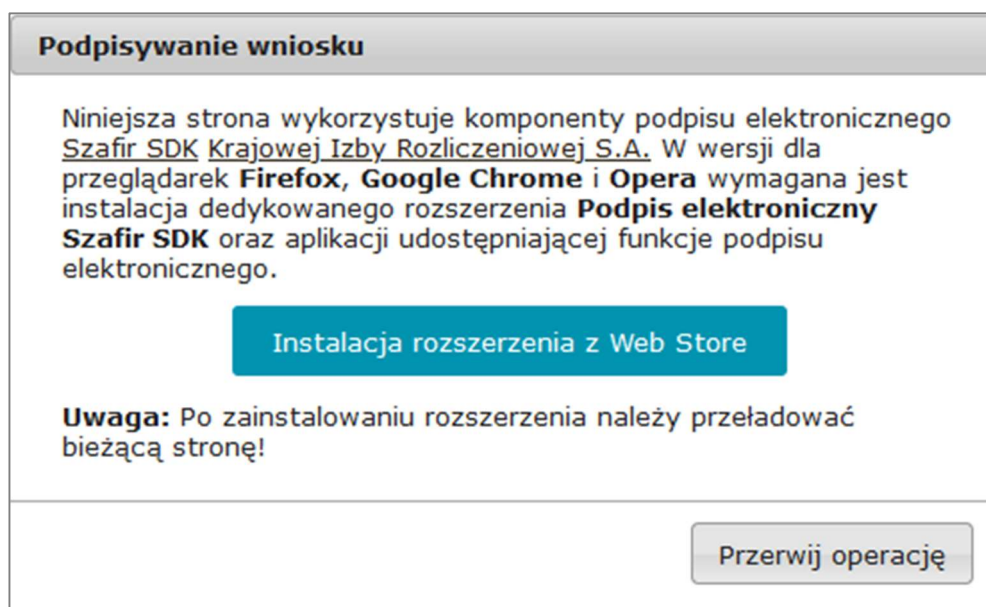 Podpisywanie wniosku
Niniejsza strona wykorzystuje komponenty podpisu elektronicznego
Szafir SDK Krajowej Izby Rozliczeniowej S.A. W wersji dla
przeglądarek Firefox, Google Chrome i Opera wymagana jest
instalacja dedykowanego rozszerzenia Podpis elektroniczny
Szafir SDK oraz aplikacji udostępniającej funkcje podpisu
elektronicznego.
Instalacja rozszerzenia z Web Store
Uwaga: Po zainstalowaniu rozszerzenia należy przeładować
bieżącą stronę!
Przerwij operację